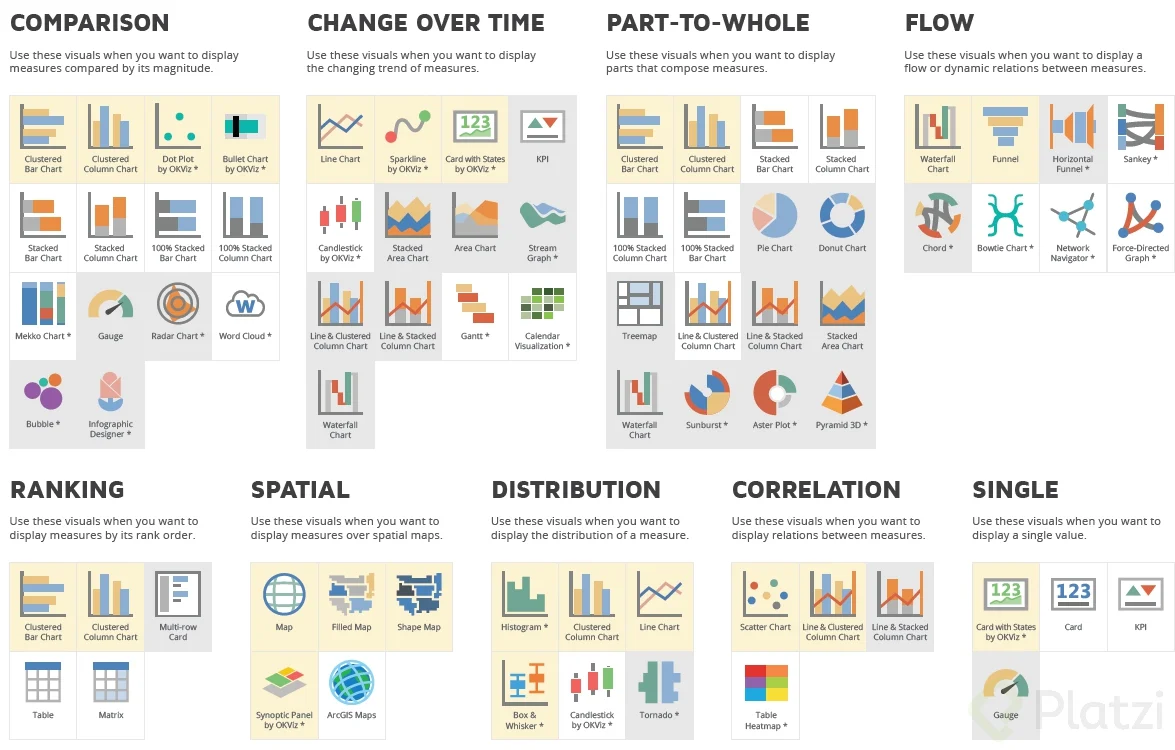 COMPARISON
Use these visuals when you want to display
measures compared by its magnitude.
Clustered
Bar Chart
Clustered
Column Chart
Dot Plot
by OKViz *
Bullet Chart
by OKViz *
Stacked
Bar Chart
Stacked
Column Chart
100% Stacked
Bar Chart
100% Stacked
Column Chart
Mekko Chart *
Gauge
Radar Chart *
W
Word Cloud *
Bubble *
Infographic
Designer *
CHANGE OVER TIME
Use these visuals when you want to display
the changing trend of measures.
Line Chart
Sparkline
by OKViz *
123
Card with States
by OKViz *
KPI
Candlestick
by OKViz *
Stacked
Area Chart
Area Chart
Stream
Graph *
Line & Clustered
Column Chart
Line & Stacked
Column Chart
Gantt *
Calendar
Visualization *
Waterfall
Chart
PART-TO-WHOLE
Use these visuals when you want to display
parts that compose measures.
Clustered
Bar Chart
Clustered
Column Chart
Stacked
Bar Chart
Stacked
Column Chart
100% Stacked
Column Chart
100% Stacked
Bar Chart
Pie Chart
Donut Chart
Treemap
Line & Clustered
Column Chart
Line & Stacked
Column Chart
Stacked
Area Chart
Waterfall
Chart
Sunburst *
Aster Plot *
Pyramid 3D *
FLOW
Use these visuals when you want to display a
flow or dynamic relations between measures.
Waterfall
Chart
Funnel
Horizontal
Funnel *
Sankey *
Chord *
Bowtie Chart *
Network
Navigator *
Force-Directed
Graph *
RANKING
Use these visuals when you want to
display measures by its rank order.
Clustered
Bar Chart
Clustered
Column Chart
Multi-row
Card
Table
Matrix
SPATIAL
Use these visuals when you want to
display measures over spatial maps.
Map
Filled Map
Shape Map
Synoptic Panel
by OKViz *
ArcGIS Maps
DISTRIBUTION
Use these visuals when you want to
display the distribution of a measure.
Histogram *
Clustered
Column Chart
Line Chart
Box &
Whisker *
Candlestick
by OKViz *
Tornado *
CORRELATION
Use these visuals when you want to
display relations between measures.
Scatter Chart
Line & Clustered
Column Chart
Line & Stacked
Column Chart
Table
Heatmap *
SINGLE
Use these visuals when you want to
display a single value.
123
Card with States
by OKViz *
123
Card
KPI
Gauge
Platzi